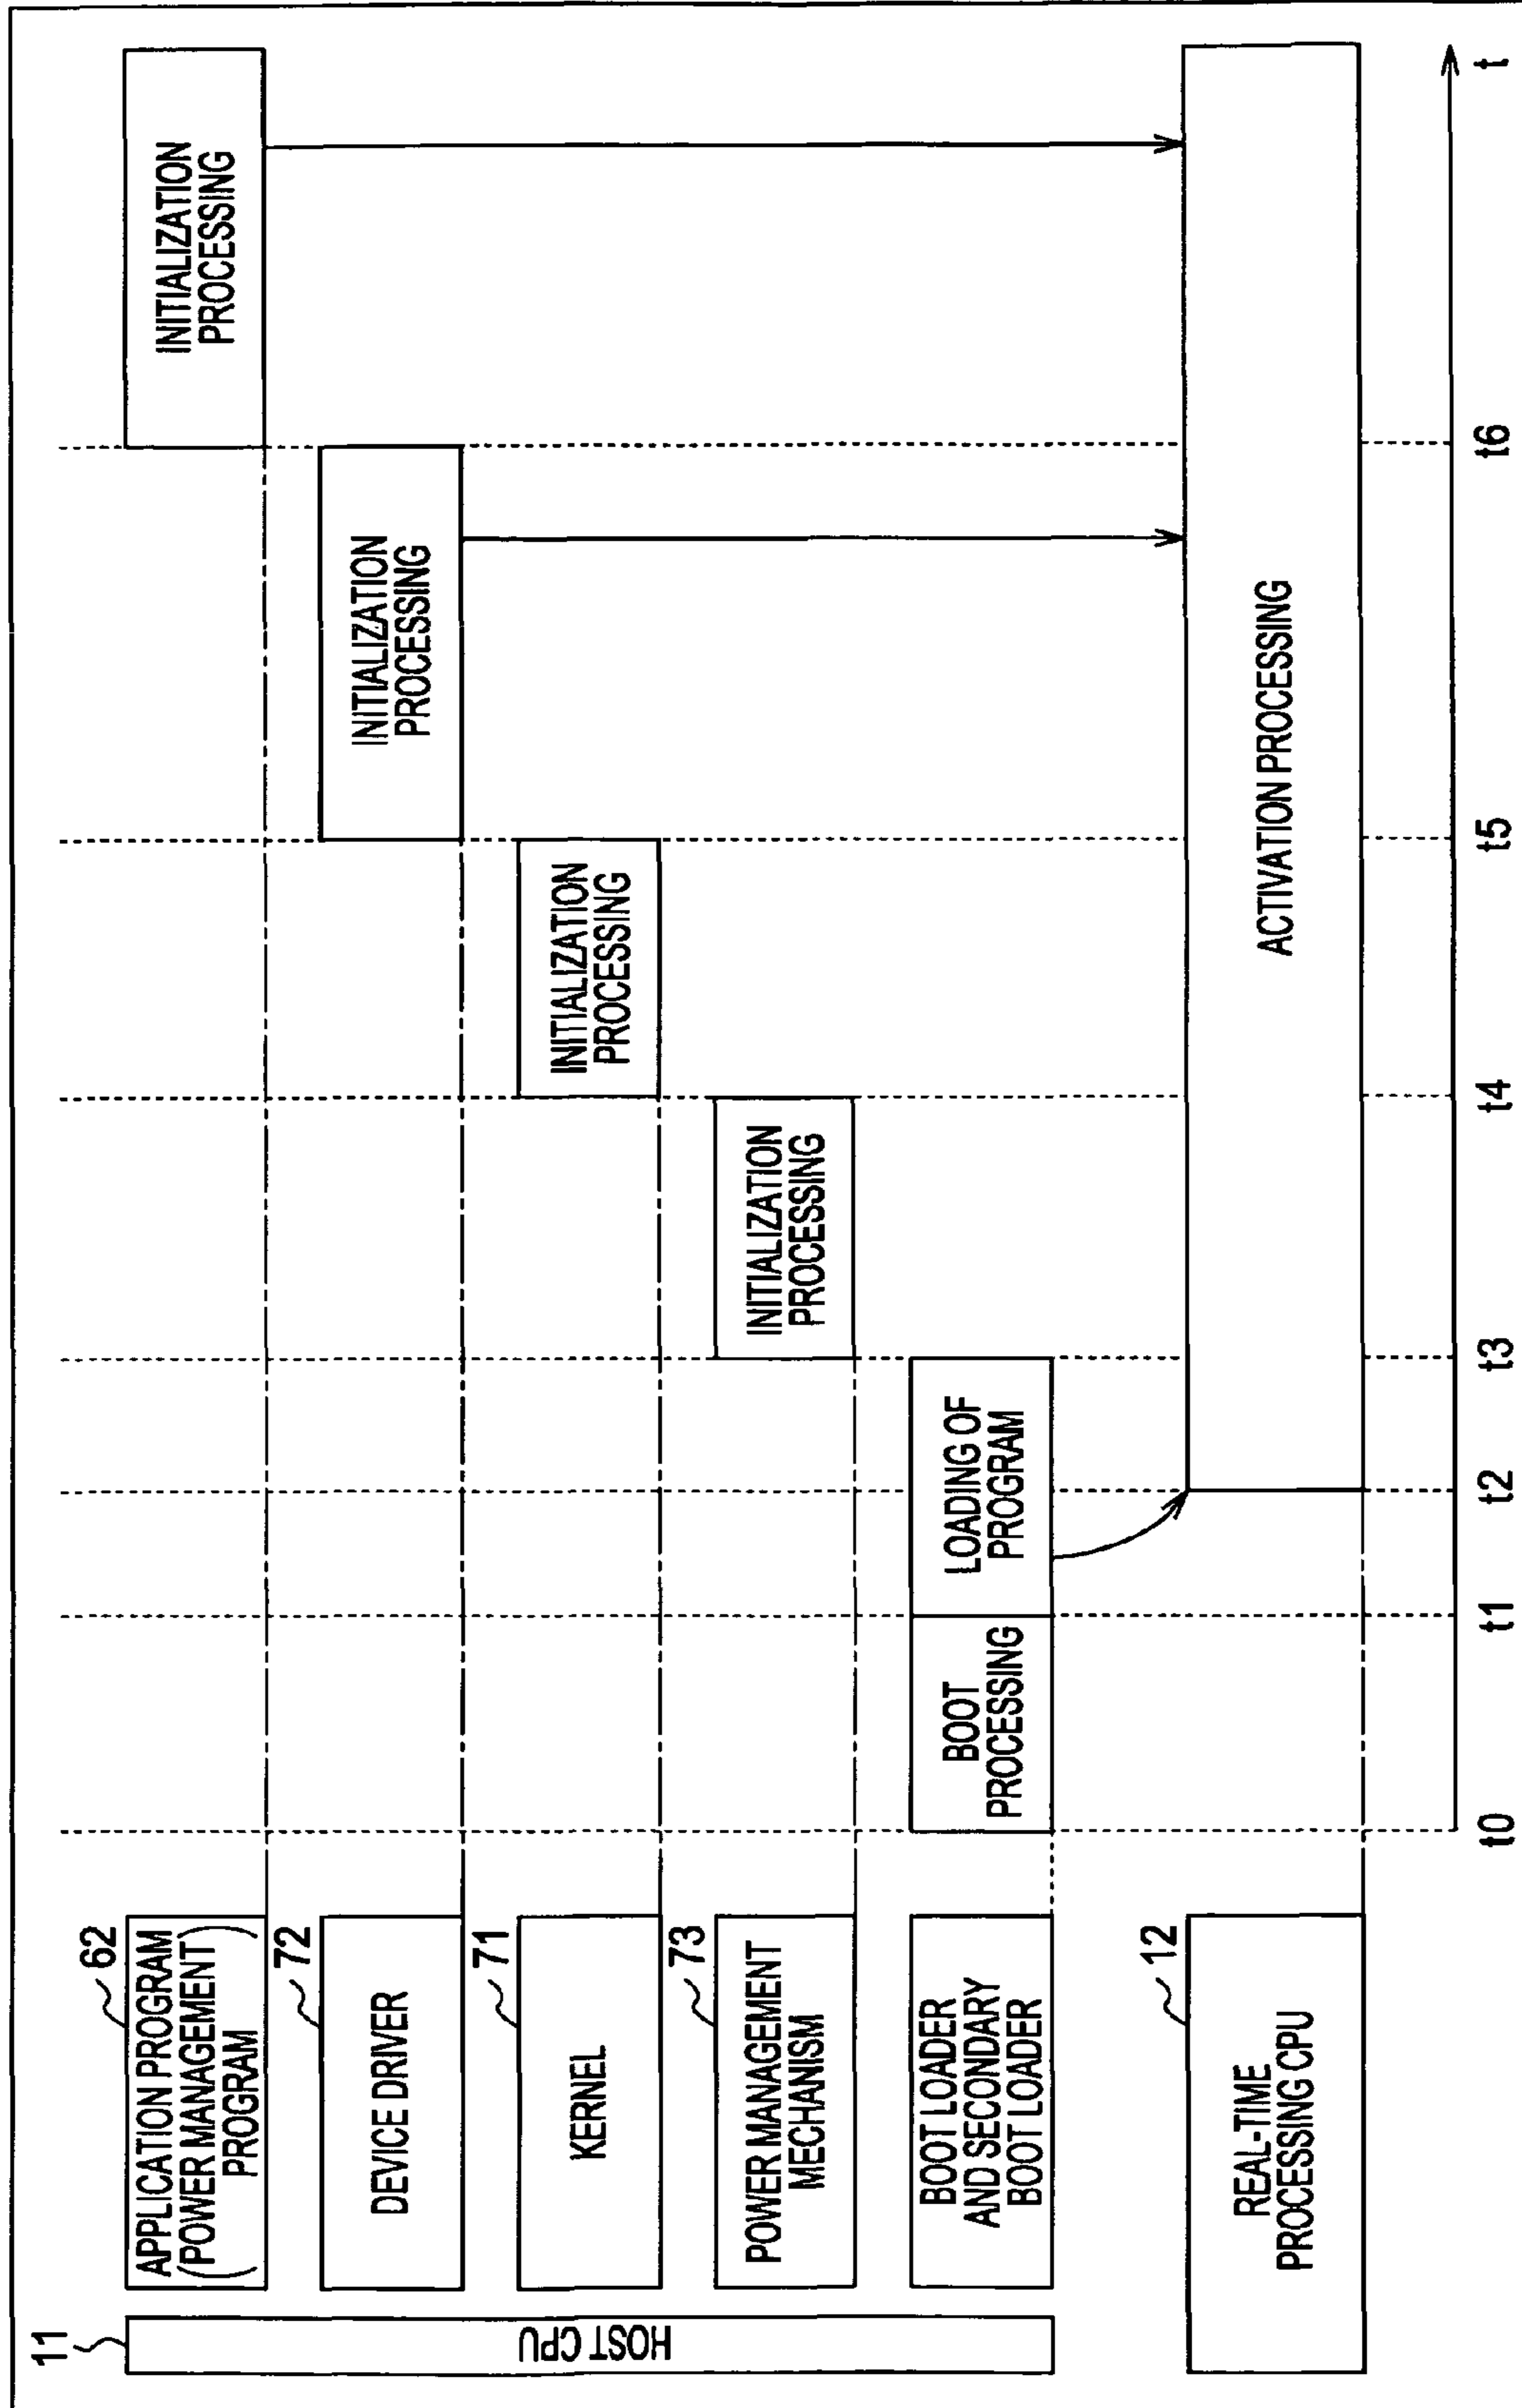 11
HOST CPU
62
APPLICATION PROGRAM
(POWER MANAGEMENT
PROGRAM)
INITIALIZATION
PROCESSING
72
DEVICE DRIVER
INITIALIZATION
PROCESSING
71
KERNEL
INITIALIZATION
PROCESSING
73
POWER MANAGEMENT
MECHANISM
INITIALIZATION
PROCESSING
BOOT LOADER
AND SECONDARY
BOOT LOADER
BOOT
PROCESSING
LOADING OF
PROGRAM
12
REAL-TIME
PROCESSING CPU
ACTIVATION PROCESSING
t0
t1
t2
t3
t4
t5
t6
t